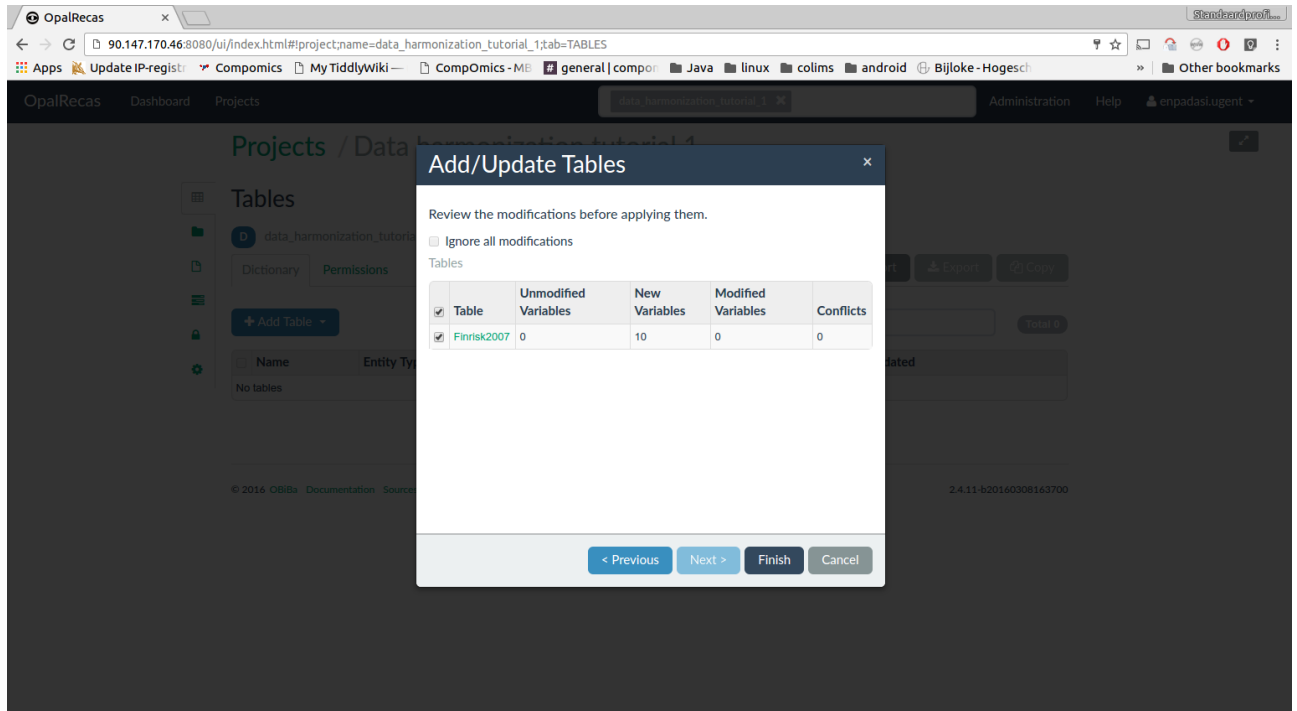 OpalRecas ×
Standaardprofi...
90.147.170.46:8080/ui/index.html#!project;name=data_harmonization_tutorial_1;tab=TABLES
Apps Update IP-registr Compomics My TiddlyWiki — CompOmics - MB general | compon Java linux colims android Bijloke - Hogesch » Other bookmarks
OpalRecas Dashboard Projects data_harmonization_tutorial_1 × Administration Help enpadasi.ugent
Projects / Data harmonization tutorial 1
Add/Update Tables ×
Tables
Review the modifications before applying them.
D data_harmonization_tutoria
Ignore all modifications
Tables
Dictionary Permissions
Export Copy
Table Unmodified Variables New Variables Modified Variables Conflicts
Finrisk2007 0 10 0 0
+ Add Table
Total 0
Name Entity Ty
dated
No tables
© 2016 OBiBa Documentation Source
2.4.11-b20160308163700
< Previous Next > Finish Cancel